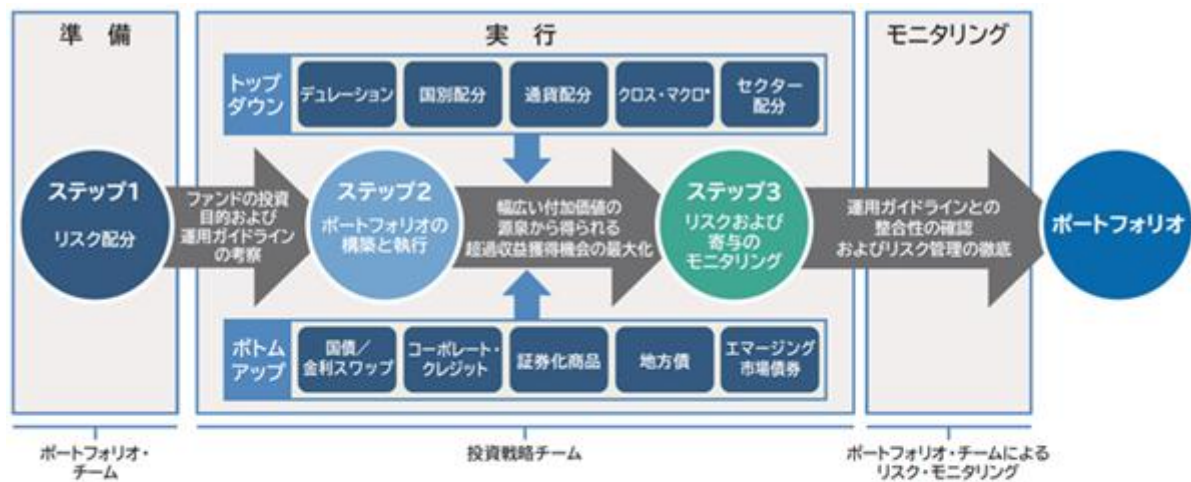 準 備
実 行
モニタリング
トップ
ダウン
デュレーション
国別配分
通貨配分
クロス・マクロ*
セクター
配分
ステップ1
リスク配分
ファンドの投資
目的および
運用ガイドライン
の考察
ステップ2
ポートフォリオの
構築と執行
幅広い付加価値の
源泉から得られる
超過収益獲得機会の最大化
ステップ3
リスクおよび
寄与の
モニタリング
運用ガイドラインとの
整合性の確認
およびリスク管理の徹底
ポートフォリオ
ボトム
アップ
国債/
金利スワップ
コーポレート・
クレジット
証券化商品
地方債
エマージング
市場債券
ポートフォリオ・
チーム
投資戦略チーム
ポートフォリオ・チームによる
リスク・モニタリング